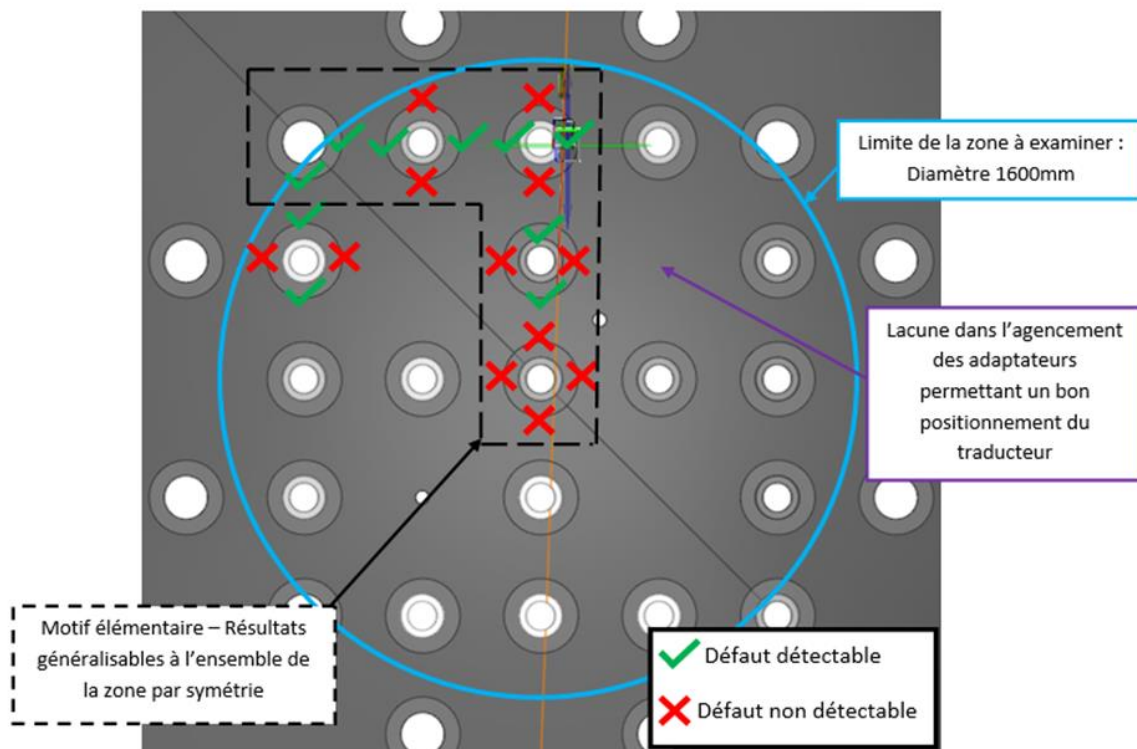 Limite de la zone à examiner :
Diamètre 1600mm
Lacune dans l’agencement
des adaptateurs
permettant un bon
positionnement du
traducteur
Motif élémentaire – Résultats
généralisables à l’ensemble de
la zone par symétrie
Défaut détectable
Défaut non détectable